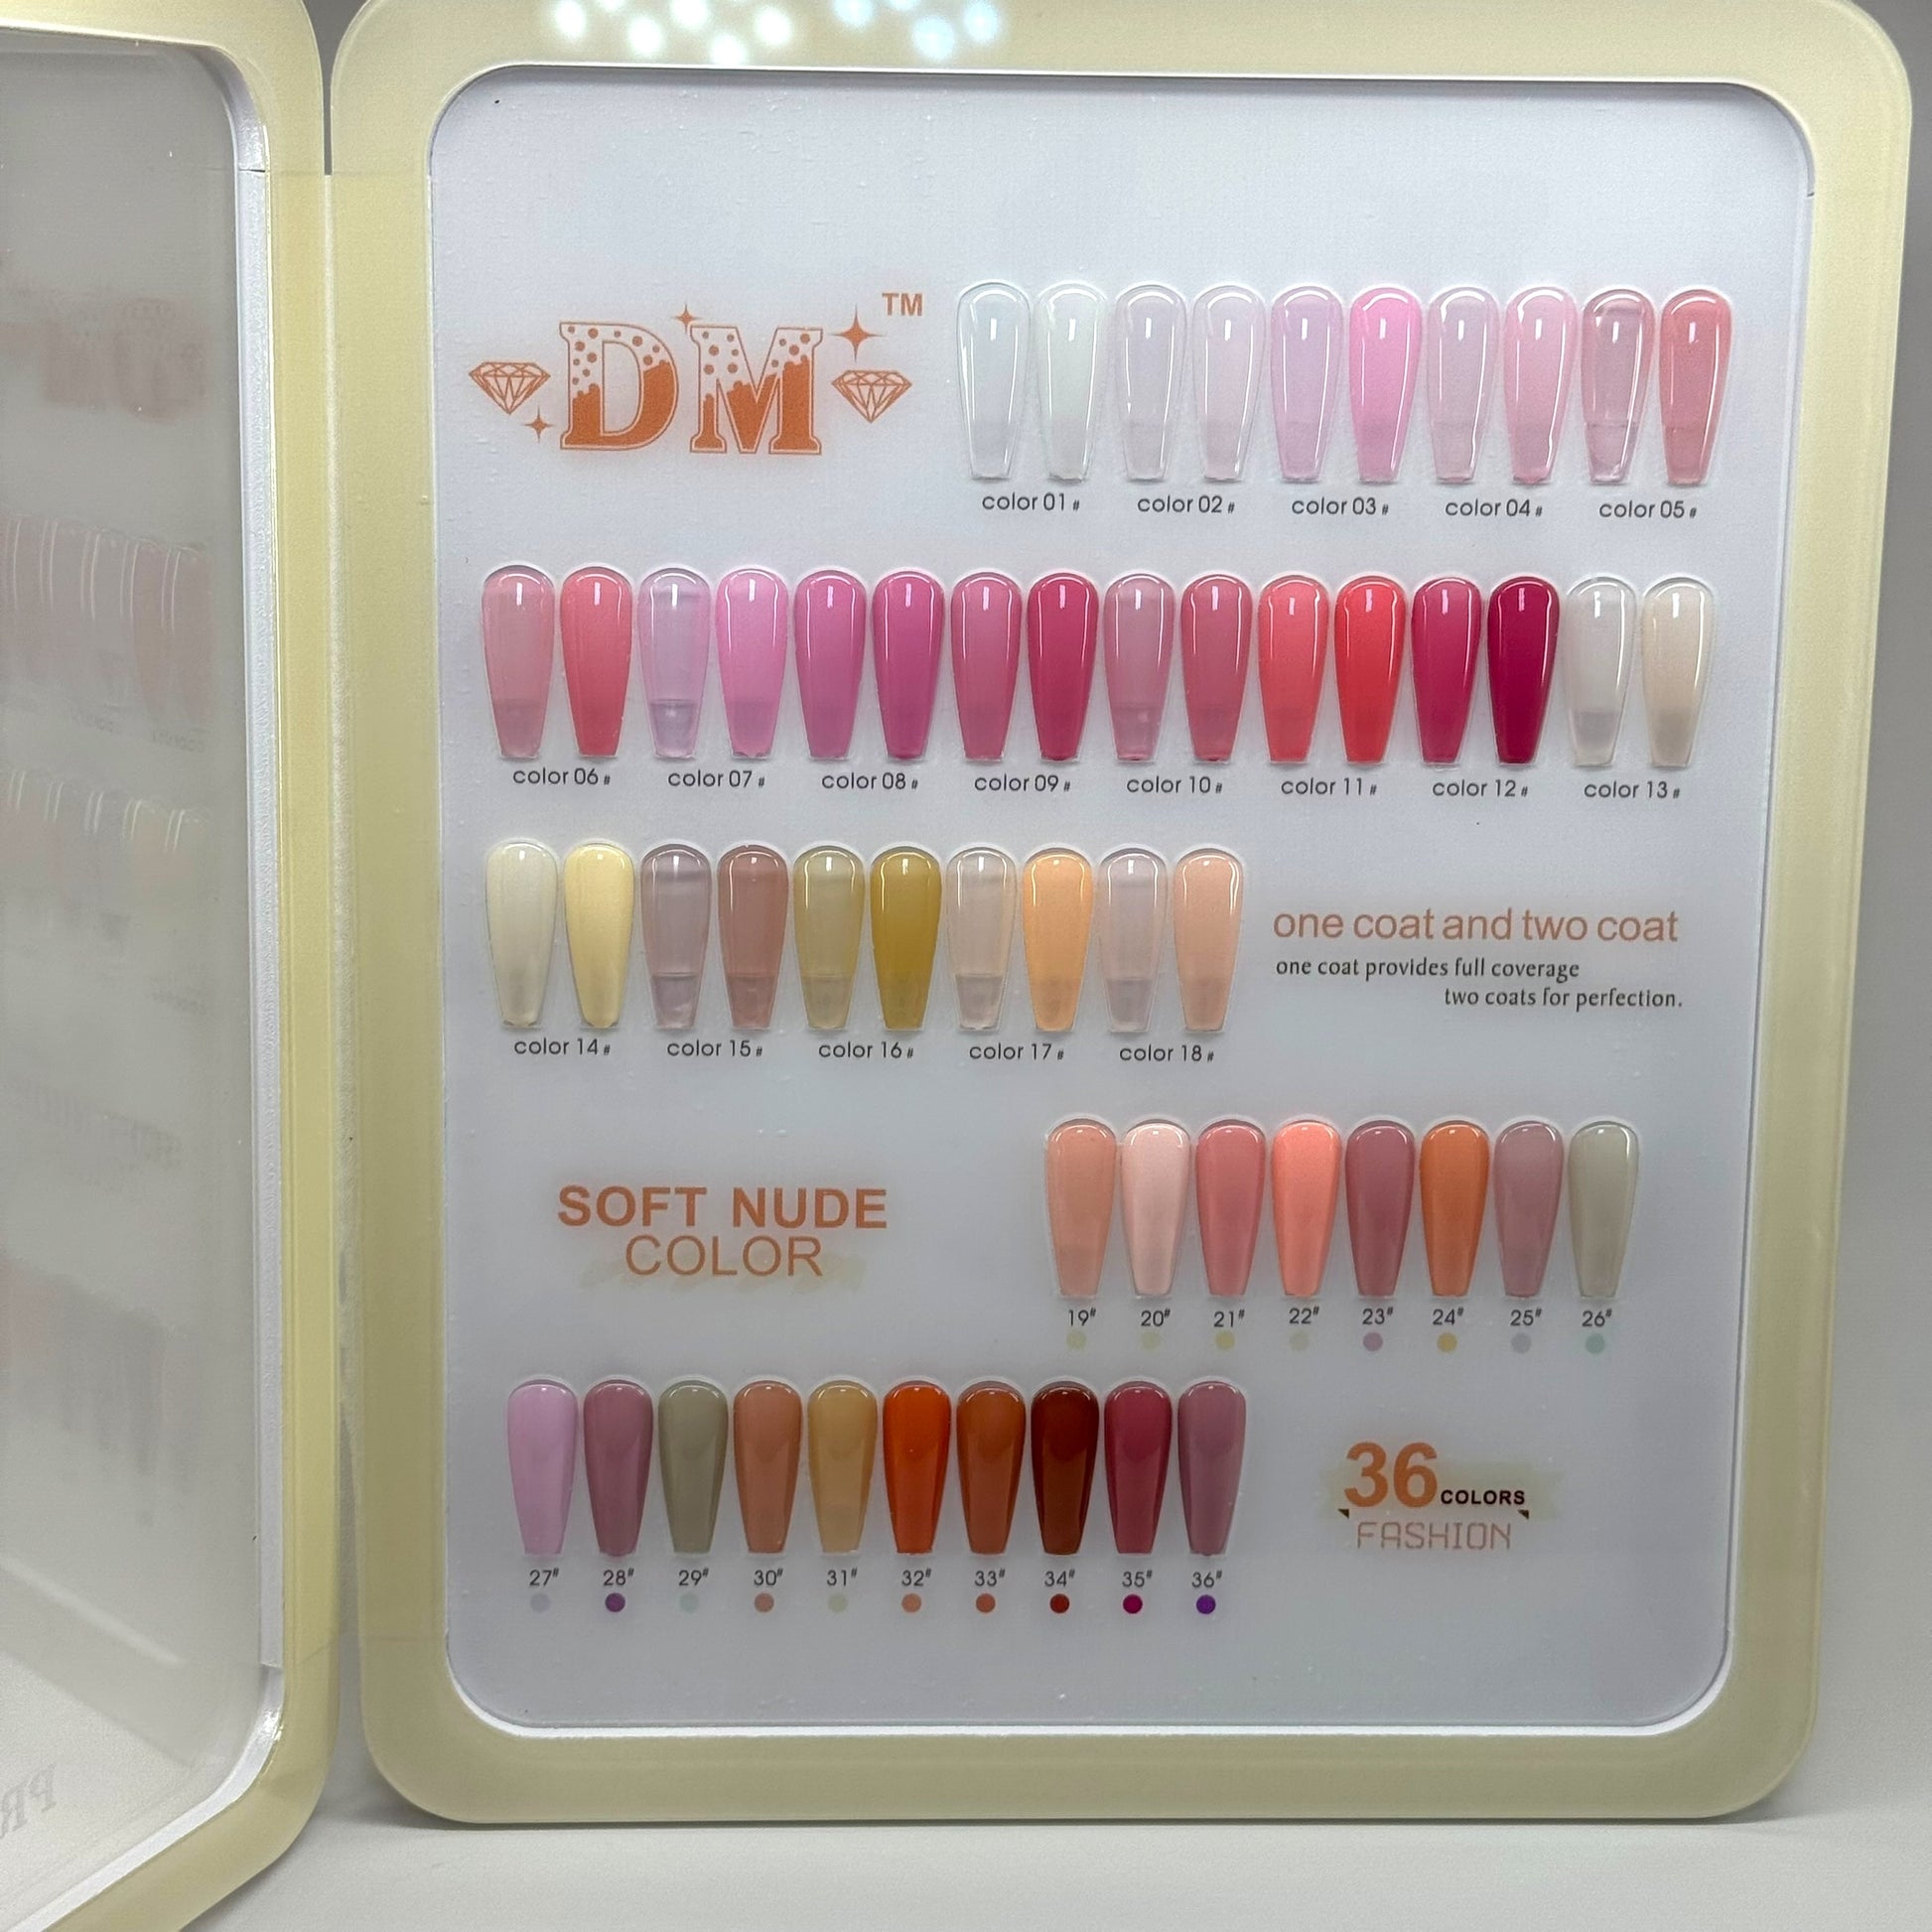 DM TM
color 01# color 02# color 03# color 04# color 05#
color 06# color 07# color 08# color 09# color 10# color 11# color 12# color 13#
color 14# color 15# color 16# color 17# color 18#
one coat and two coat
one coat provides full coverage
two coats for perfection.
SOFT NUDE
COLOR
19# 20# 21# 22# 23# 24# 25# 26#
27# 28# 29# 30# 31# 32# 33# 34# 35# 36#
36 COLORS
FASHION